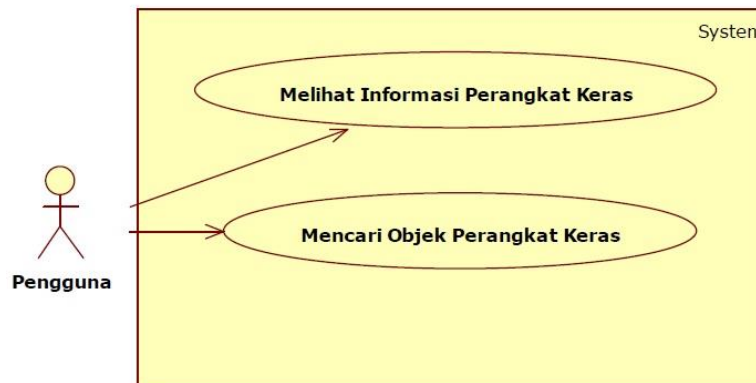 System
Melihat Informasi Perangkat Keras
Mencari Objek Perangkat Keras
Pengguna